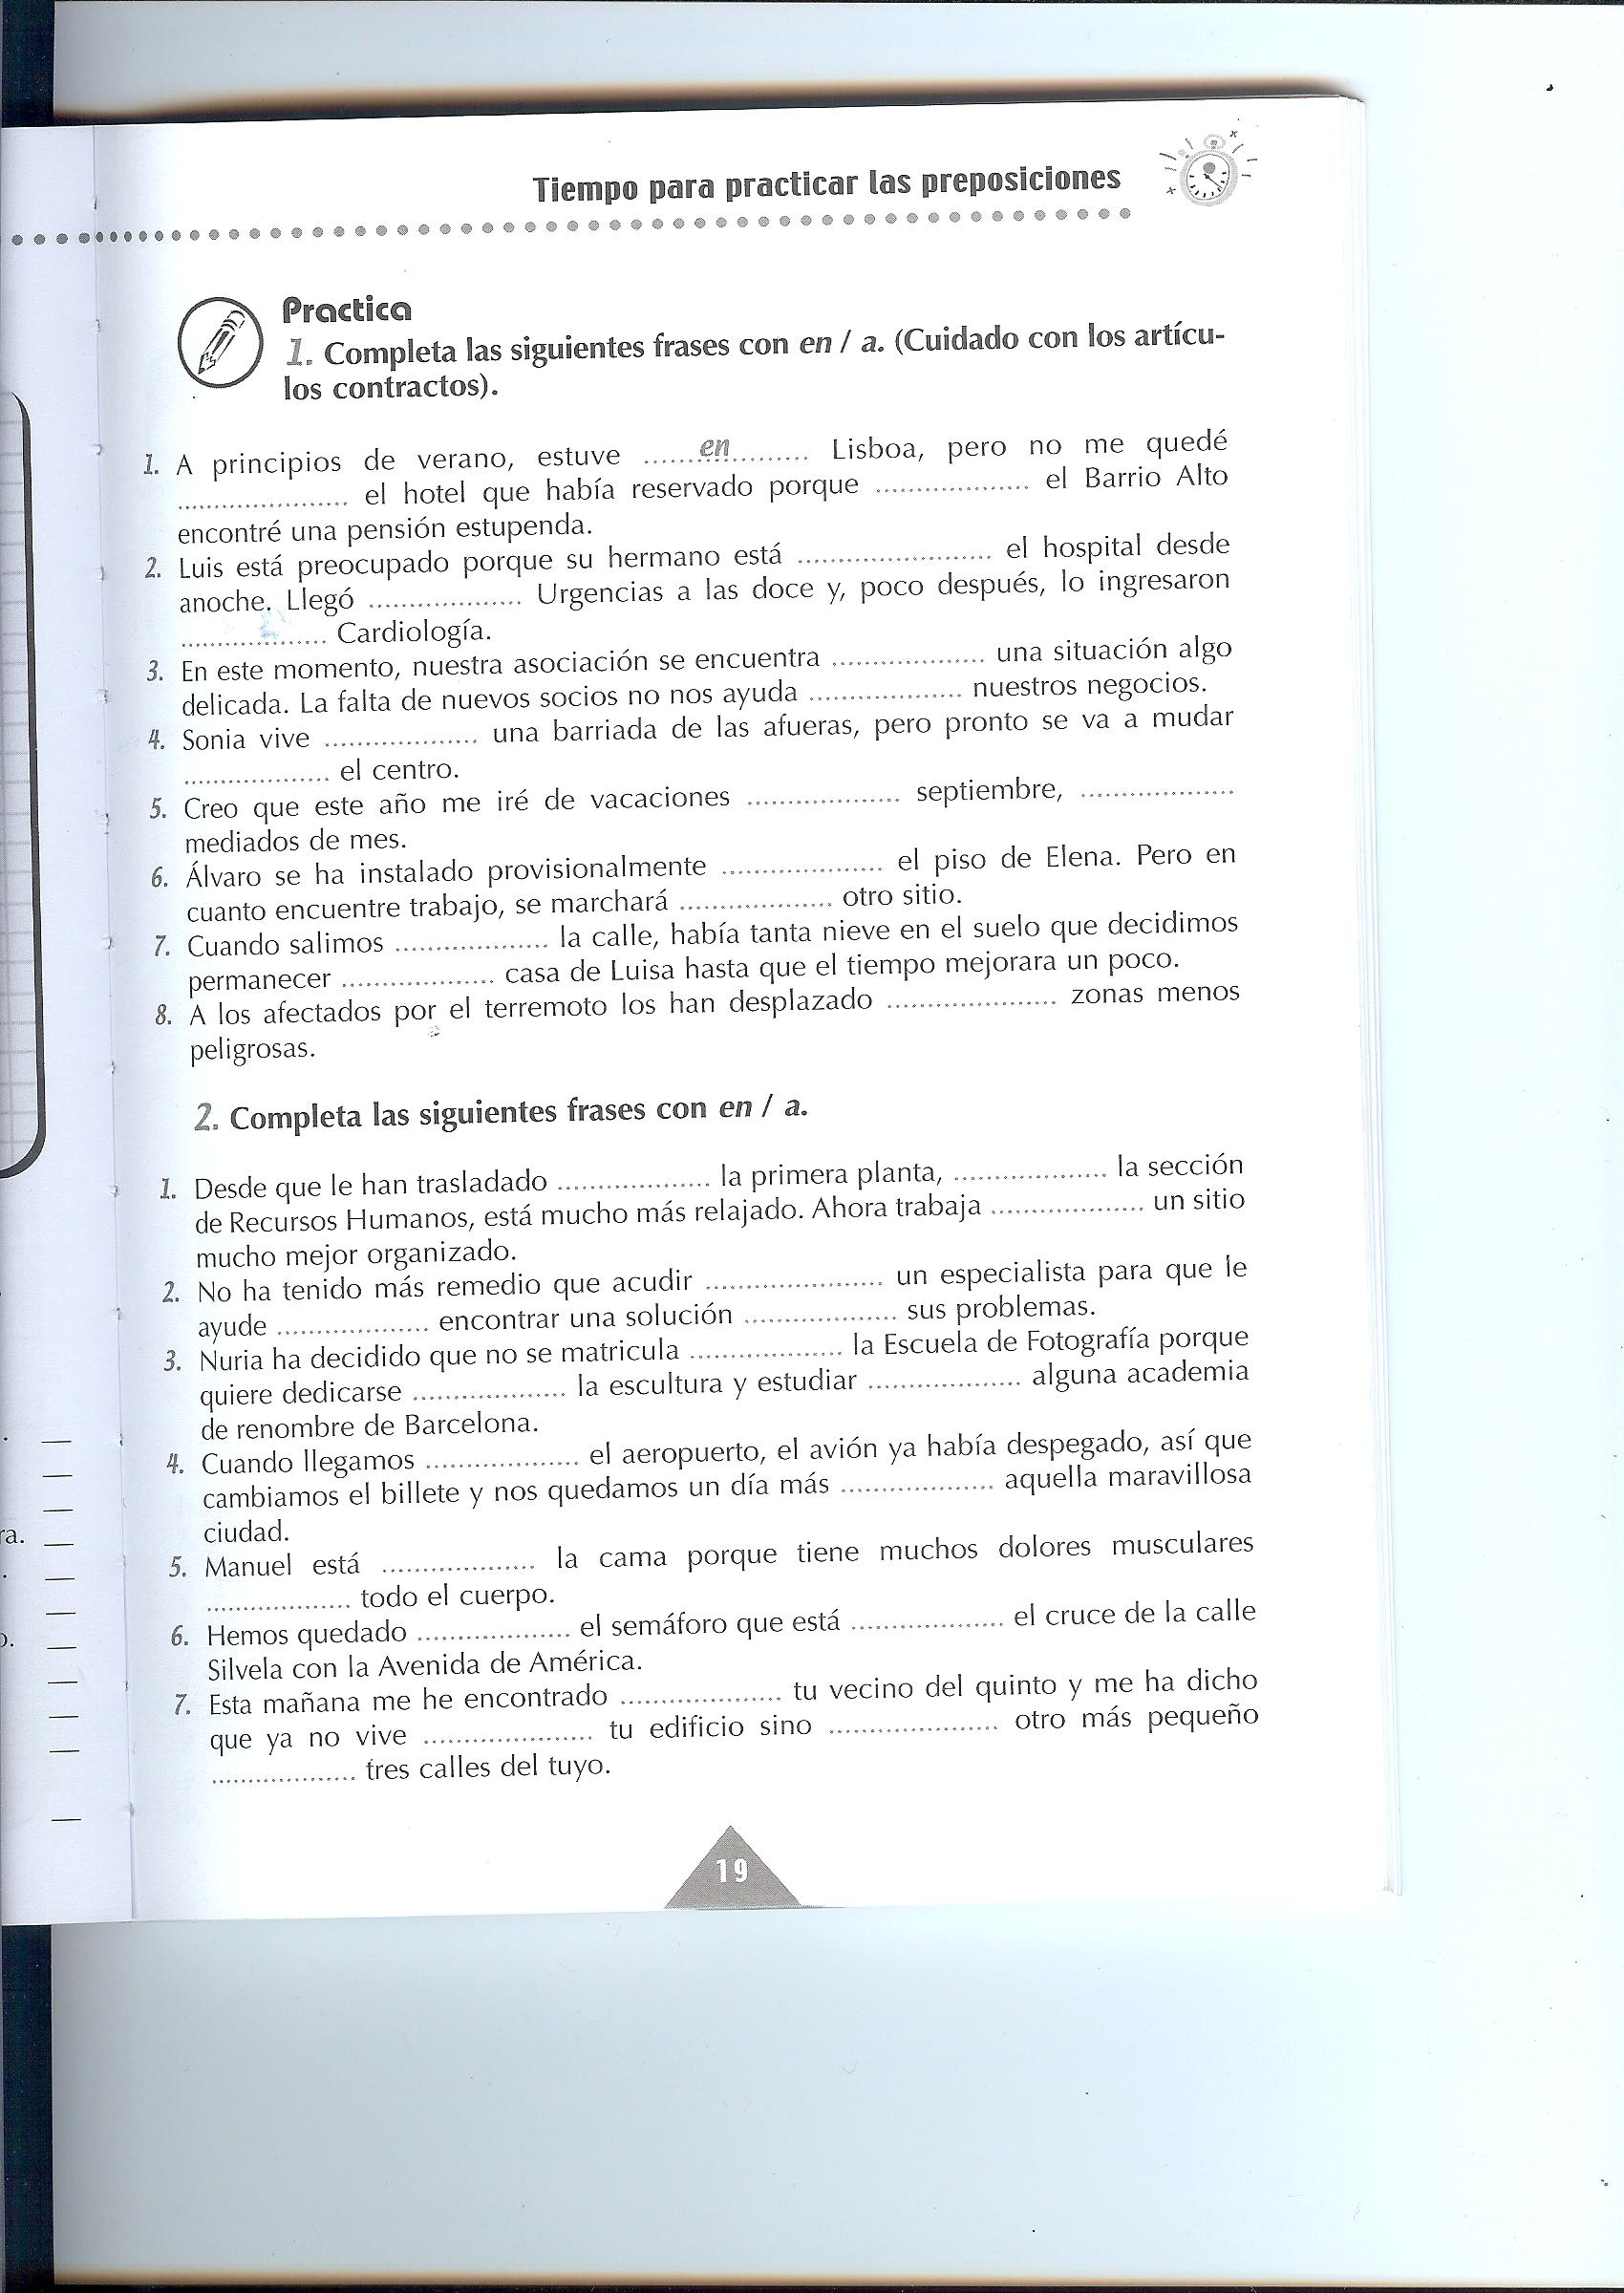 Tiempo para practicar las preposiciones
Practica
1. Completa las siguientes frases con en / a. (Cuidado con los artícu-
los contractos).
1. A principios de verano, estuve .......en.......... Lisboa, pero no me quedé
..................... el hotel que había reservado porque ................... el Barrio Alto
encontré una pensión estupenda.
2. Luis está preocupado porque su hermano está ........................ el hospital desde
anoche. Llegó ................... Urgencias a las doce y, poco después, lo ingresaron
................... Cardiología.
3. En este momento, nuestra asociación se encuentra ................... una situación algo
delicada. La falta de nuevos socios no nos ayuda ................... nuestros negocios.
4. Sonia vive ................... una barriada de las afueras, pero pronto se va a mudar
................... el centro.
5. Creo que este año me iré de vacaciones ................... septiembre, ...................
mediados de mes.
6. Álvaro se ha instalado provisionalmente .................... el piso de Elena. Pero en
cuanto encuentre trabajo, se marchará ................... otro sitio.
7. Cuando salimos ................... la calle, había tanta nieve en el suelo que decidimos
permanecer ................... casa de Luisa hasta que el tiempo mejorara un poco.
8. A los afectados por el terremoto los han desplazado ..................... zonas menos
peligrosas.
2. Completa las siguientes frases con en / a.
1. Desde que le han trasladado ................... la primera planta, ................... la sección
de Recursos Humanos, está mucho más relajado. Ahora trabaja ................... un sitio
mucho mejor organizado.
2. No ha tenido más remedio que acudir ...................... un especialista para que le
ayude ................... encontrar una solución ................... sus problemas.
3. Nuria ha decidido que no se matricula ................... la Escuela de Fotografía porque
quiere dedicarse ................... la escultura y estudiar ................... alguna academia
de renombre de Barcelona.
4. Cuando llegamos ................... el aeropuerto, el avión ya había despegado, así que
cambiamos el billete y nos quedamos un día más ................... aquella maravillosa
ciudad.
ra.
5. Manuel está ................... la cama porque tiene muchos dolores musculares
................... todo el cuerpo.
6. Hemos quedado ................... el semáforo que está ................... el cruce de la calle
Silvela con la Avenida de América.
7. Esta mañana me he encontrado .................... tu vecino del quinto y me ha dicho
que ya no vive ..................... tu edificio sino ..................... otro más pequeño
................... tres calles del tuyo.
19